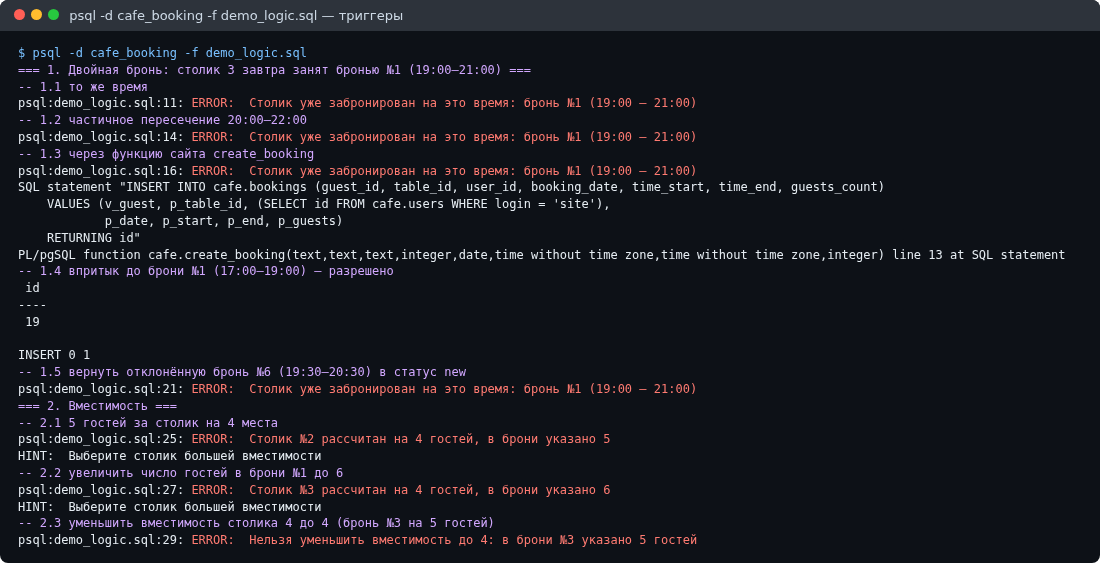 psql -d cafe_booking -f demo_logic.sql — триггеры
$ psql -d cafe_booking -f demo_logic.sql
=== 1. Двойная бронь: столик 3 завтра занят бронью №1 (19:00–21:00) ===
-- 1.1 то же время
psql:demo_logic.sql:11: ERROR:  Столик уже забронирован на это время: бронь №1 (19:00 – 21:00)
-- 1.2 частичное пересечение 20:00–22:00
psql:demo_logic.sql:14: ERROR:  Столик уже забронирован на это время: бронь №1 (19:00 – 21:00)
-- 1.3 через функцию сайта create_booking
psql:demo_logic.sql:16: ERROR:  Столик уже забронирован на это время: бронь №1 (19:00 – 21:00)
SQL statement "INSERT INTO cafe.bookings (guest_id, table_id, user_id, booking_date, time_start, time_end, guests_count)
    VALUES (v_guest, p_table_id, (SELECT id FROM cafe.users WHERE login = 'site'),
            p_date, p_start, p_end, p_guests)
    RETURNING id"
PL/pgSQL function cafe.create_booking(text,text,text,integer,date,time without time zone,time without time zone,integer) line 13 at SQL statement
-- 1.4 впритык до брони №1 (17:00–19:00) — разрешено
 id
----
 19
INSERT 0 1
-- 1.5 вернуть отклонённую бронь №6 (19:30–20:30) в статус new
psql:demo_logic.sql:21: ERROR:  Столик уже забронирован на это время: бронь №1 (19:00 – 21:00)
=== 2. Вместимость ===
-- 2.1 5 гостей за столик на 4 места
psql:demo_logic.sql:25: ERROR:  Столик №2 рассчитан на 4 гостей, в брони указано 5
HINT:  Выберите столик большей вместимости
-- 2.2 увеличить число гостей в брони №1 до 6
psql:demo_logic.sql:27: ERROR:  Столик №3 рассчитан на 4 гостей, в брони указано 6
HINT:  Выберите столик большей вместимости
-- 2.3 уменьшить вместимость столика 4 до 4 (бронь №3 на 5 гостей)
psql:demo_logic.sql:29: ERROR:  Нельзя уменьшить вместимость до 4: в брони №3 указано 5 гостей